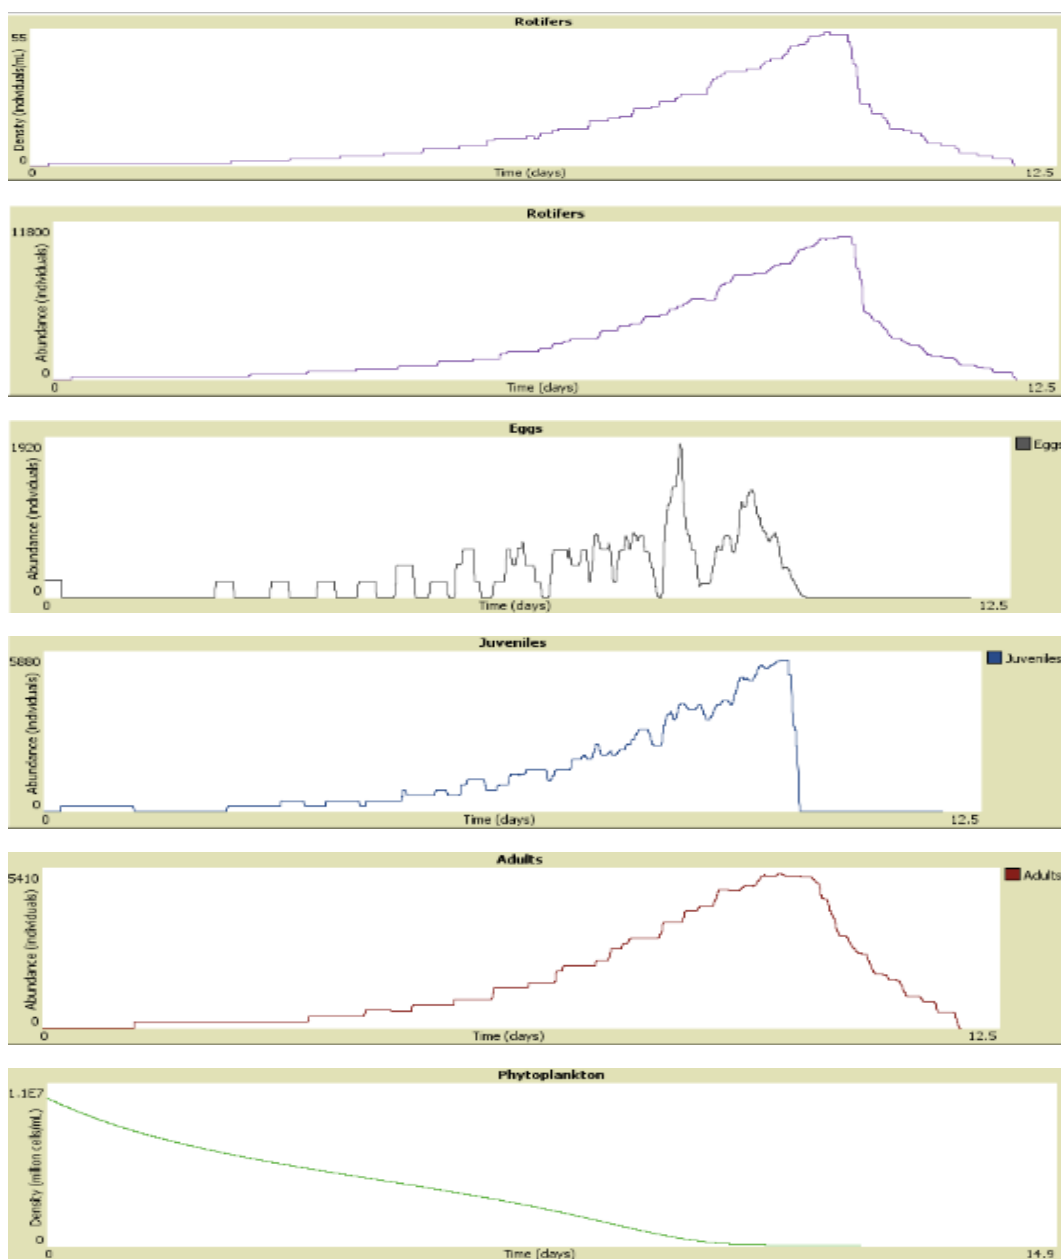 Rotifers
55
Density (individuals/mL)
0
0
Time (days)
12.5
Rotifers
11800
Abundance (individuals)
0
0
Time (days)
12.5
Eggs
1920
Abundance (individuals)
0
0
Time (days)
12.5
Eggs
Juveniles
5880
Abundance (individuals)
0
0
Time (days)
12.5
Juveniles
Adults
5410
Abundance (individuals)
0
0
Time (days)
12.5
Adults
Phytoplankton
1.1E7
Density (million cells/mL)
0
0
Time (days)
14.9